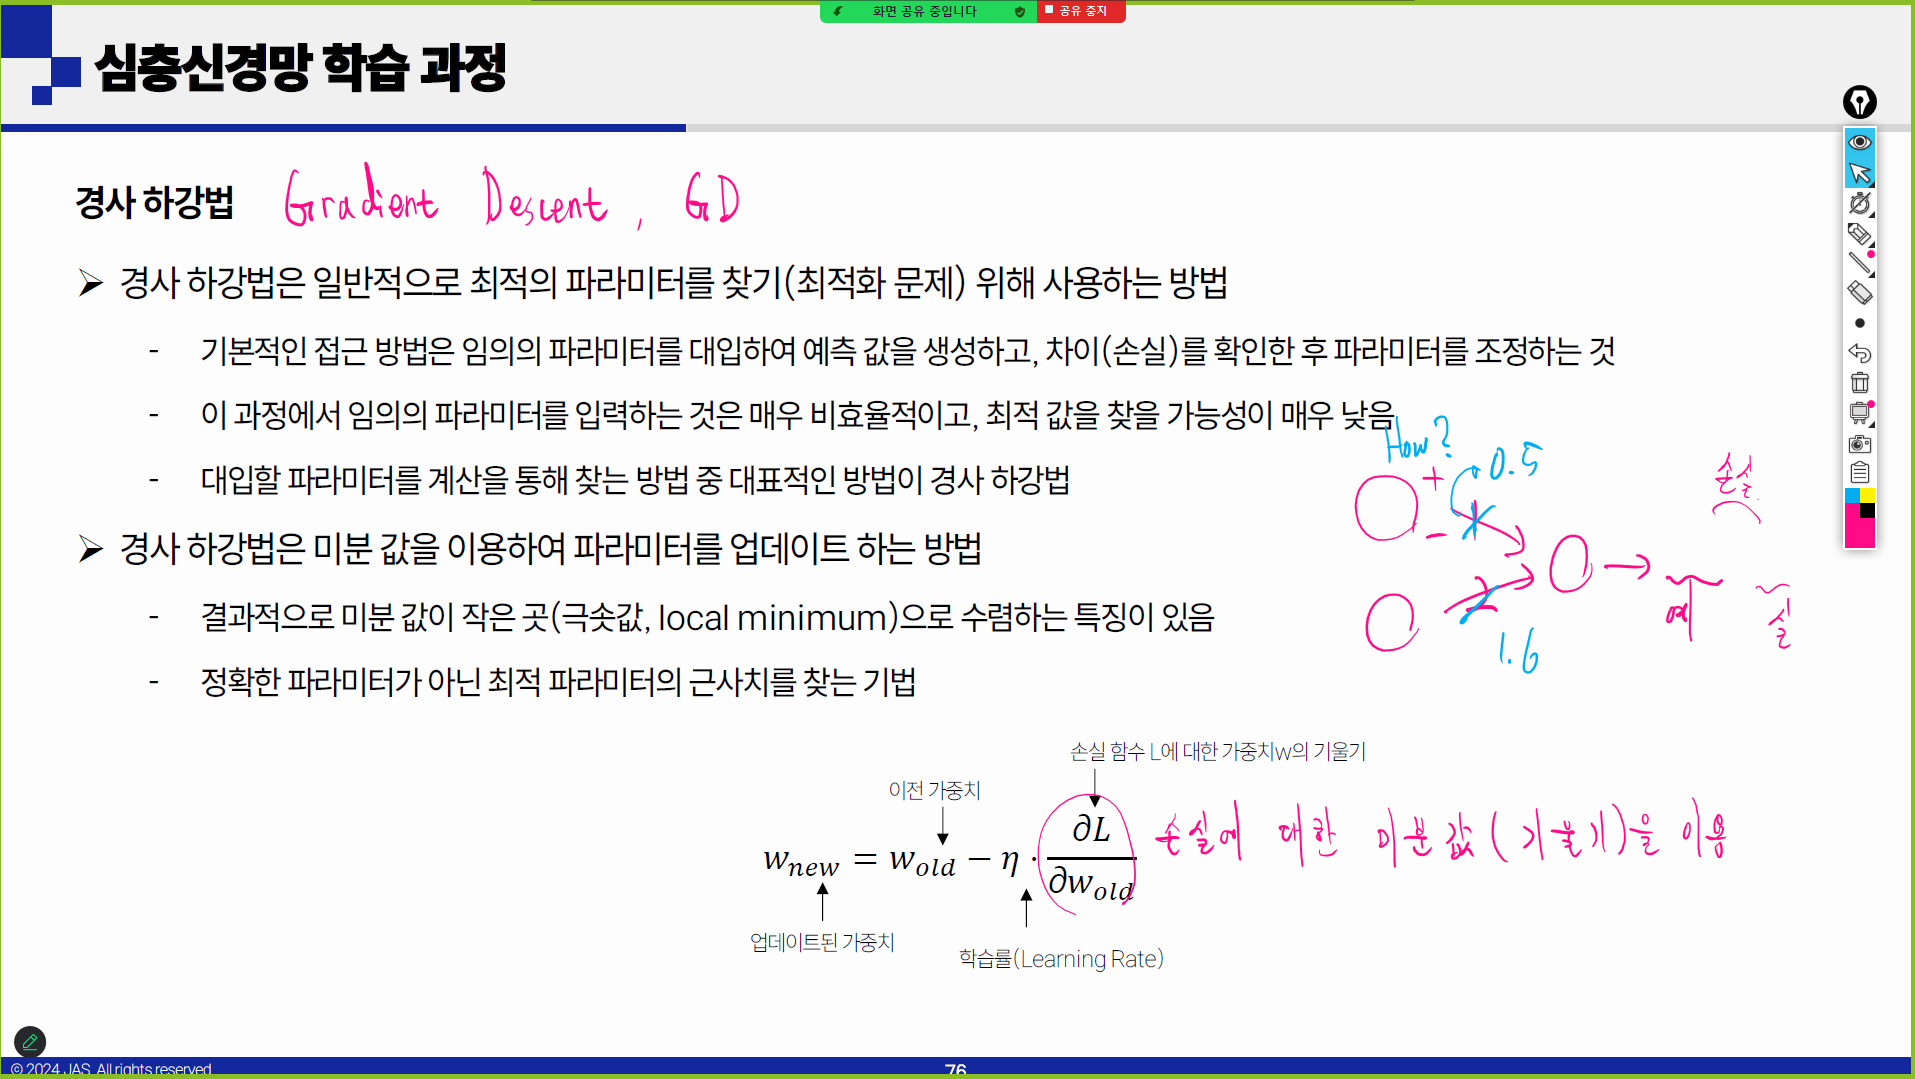 화면 공유 중입니다
공유 중지
심층신경망 학습 과정
경사 하강법 Gradient Descent, GD
➢ 경사 하강법은 일반적으로 최적의 파라미터를 찾기(최적화 문제) 위해 사용하는 방법
- 기본적인 접근 방법은 임의의 파라미터를 대입하여 예측 값을 생성하고, 차이(손실)를 확인한 후 파라미터를 조정하는 것
- 이 과정에서 임의의 파라미터를 입력하는 것은 매우 비효율적이고, 최적 값을 찾을 가능성이 매우 낮음
- 대입할 파라미터를 계산을 통해 찾는 방법 중 대표적인 방법이 경사 하강법
➢ 경사 하강법은 미분 값을 이용하여 파라미터를 업데이트 하는 방법
- 결과적으로 미분 값이 작은 곳(극솟값, local minimum)으로 수렴하는 특징이 있음
- 정확한 파라미터가 아닌 최적 파라미터의 근사치를 찾는 기법
How?
+ 0.5
- 1
2
1.6
손실
예 실
손실 함수 L에 대한 가중치w의 기울기
이전 가중치
w_new = w_old − η · ∂L/∂w_old
손실에 대한 미분값(기울기)을 이용
업데이트된 가중치
학습률(Learning Rate)
© 2024 JAS. All rights reserved
76